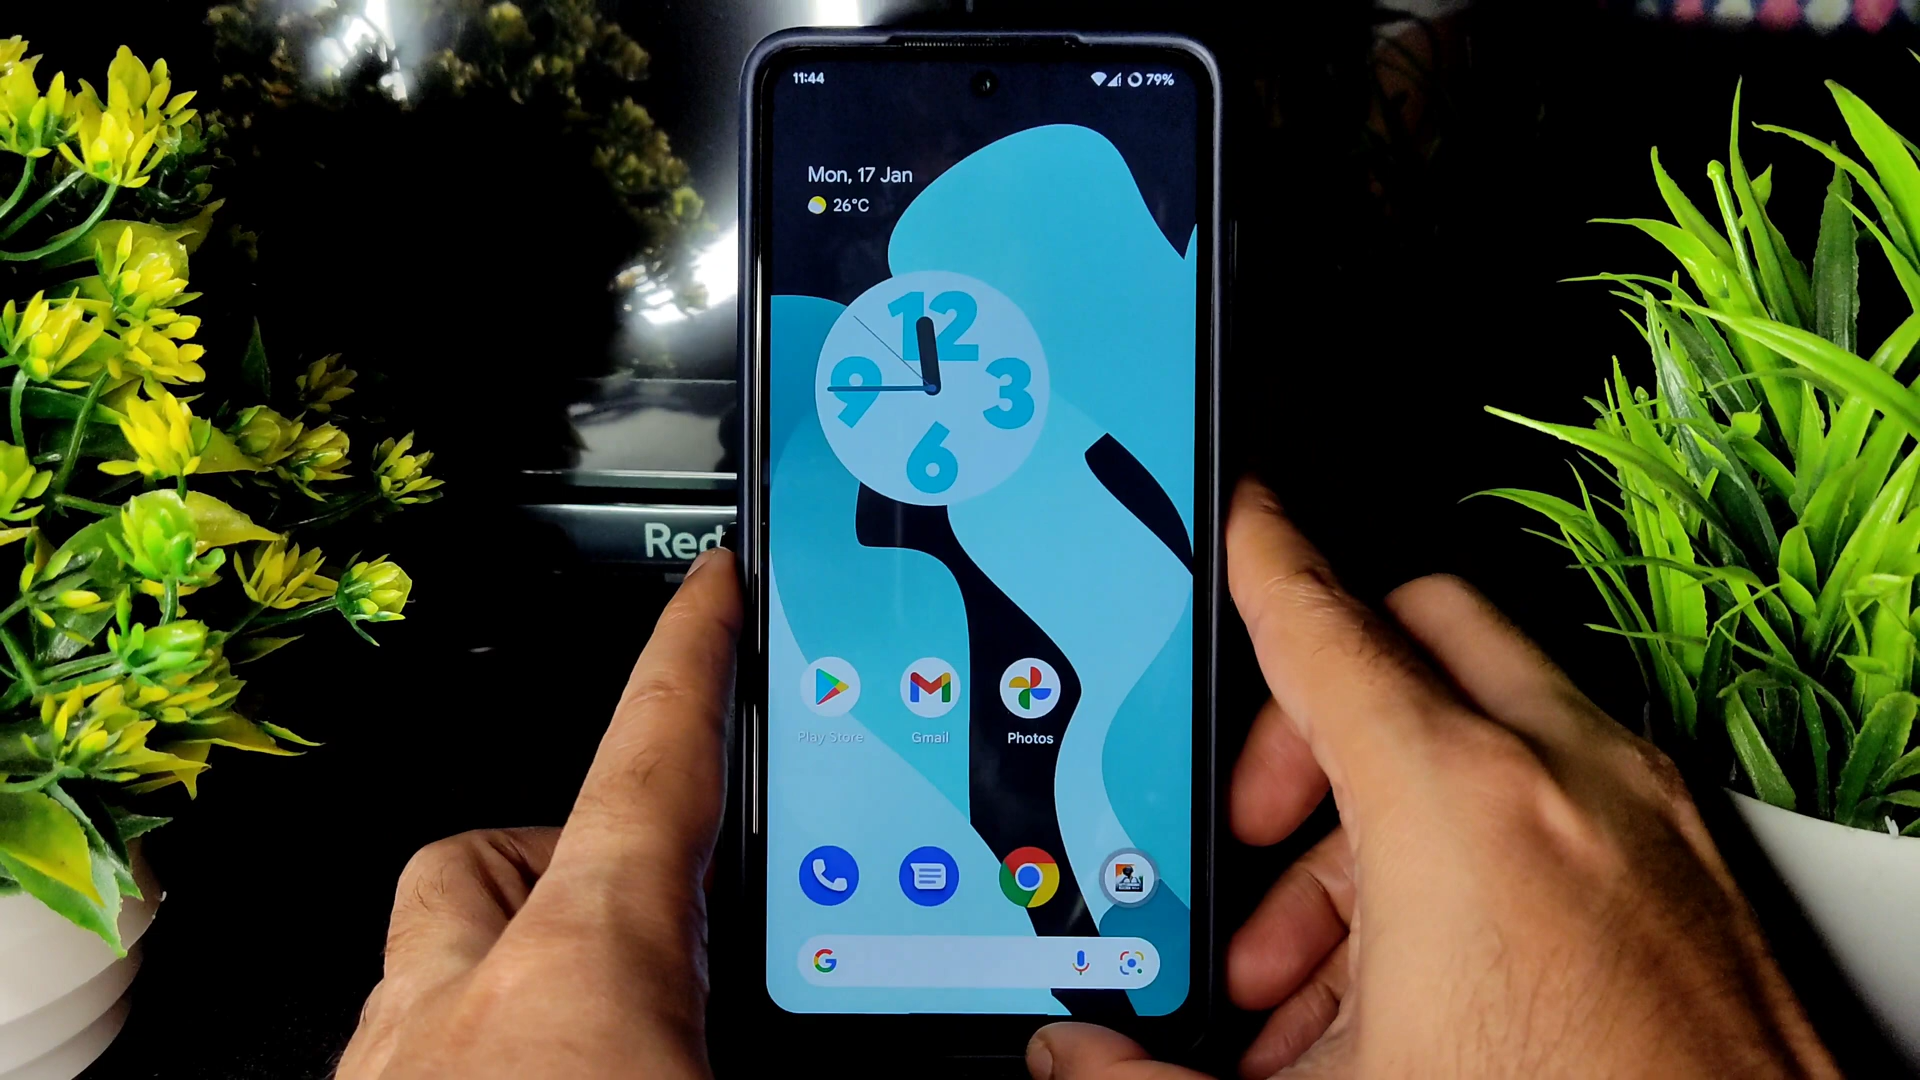 11:44
79%
Mon, 17 Jan
26°C
12
9
3
6
Red
Play Store
Gmail
Photos
G